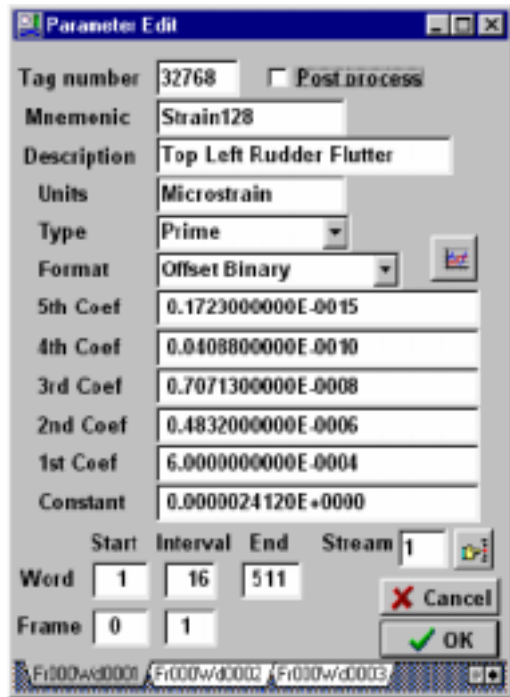 Parameter Edit
Tag number 32768 Post process
Mnemonic Strain128
Description Top Left Rudder Flutter
Units Microstrain
Type Prime
Format Offset Binary
5th Coef 0.1723000000E-0015
4th Coef 0.0408800000E-0010
3rd Coef 0.7071300000E-0008
2nd Coef 0.4832000000E-0006
1st Coef 6.0000000000E-0004
Constant 0.0000024120E+0000
Start Interval End Stream 1
Word 1 16 511
Cancel
Frame 0 1
OK
Fr000Wd0001 Fr000Wd0002 Fr000Wd0003